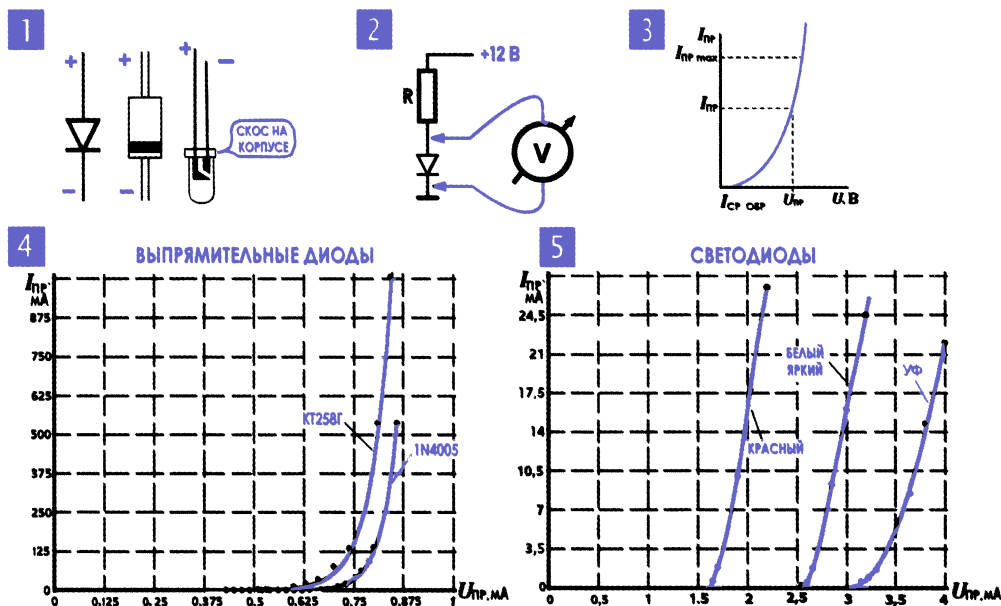 1
+ + + −
− −
СКОС НА
КОРПУСЕ
2
+12 В
R
V
3
Iпр
Iпр max
Iпр
Iср обр
Uпр
U, В
4
ВЫПРЯМИТЕЛЬНЫЕ ДИОДЫ
Iпр,
мА
875
750
625
500
375
250
125
0
0 0,125 0,25 0,375 0,5 0,625 0,75 0,875 1
Uпр,мА
КТ258Г
1N4005
5
СВЕТОДИОДЫ
Iпр,
мА
24,5
21
17,5
14
10,5
7
3,5
0
0 0,5 1 1,5 2 2,5 3 3,5 4
Uпр,мА
БЕЛЫЙ
ЯРКИЙ
УФ
КРАСНЫЙ